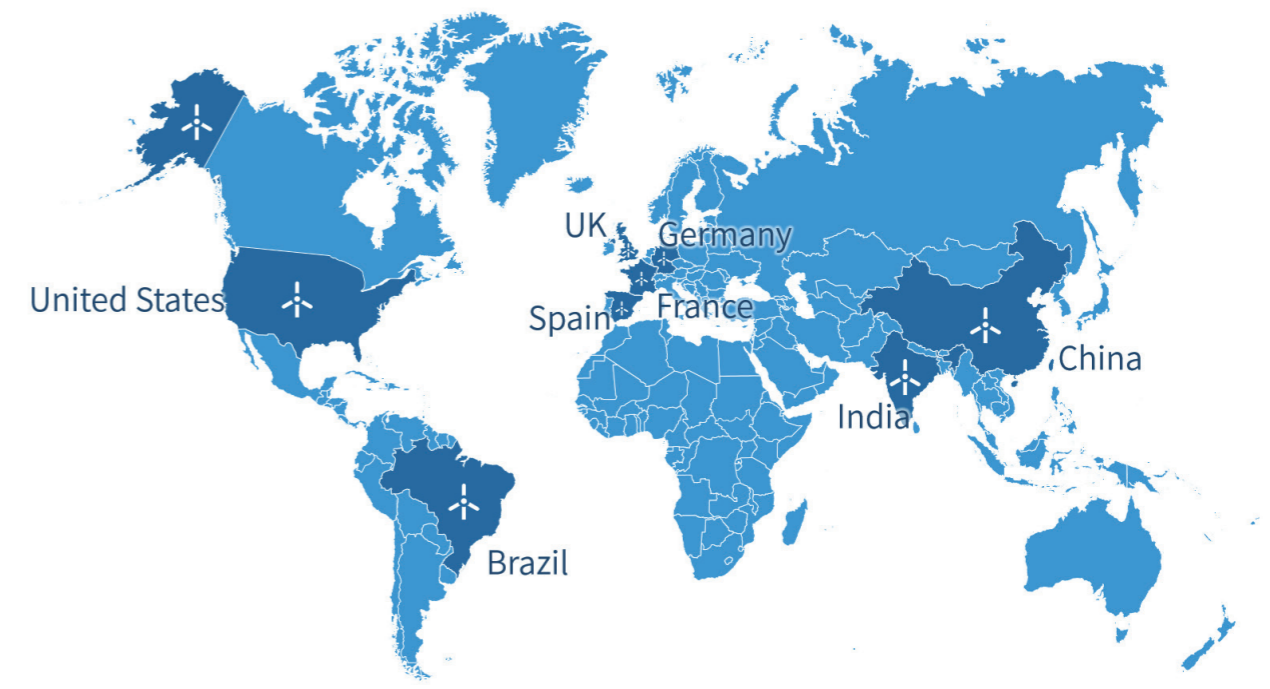 UK
Germany
United States
Spain
France
China
India
Brazil